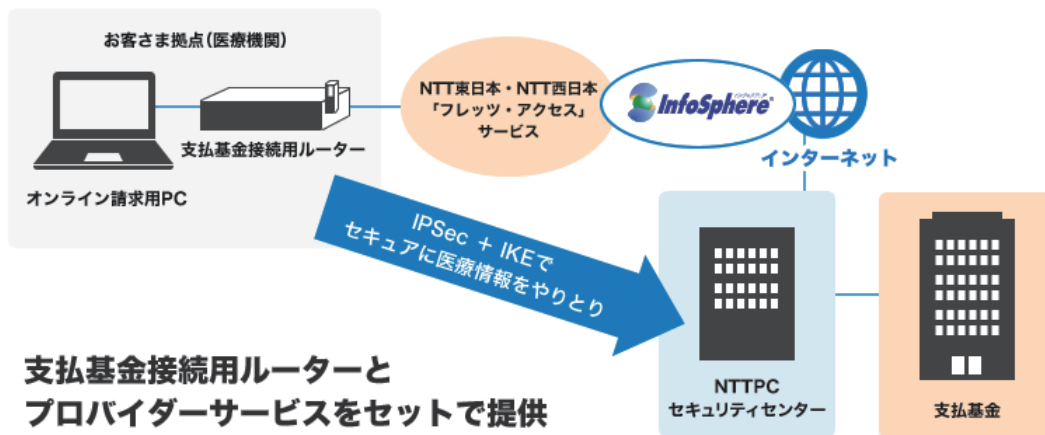 お客さま拠点（医療機関）
支払基金接続用ルーター
オンライン請求用PC
NTT東日本・NTT西日本
「フレッツ・アクセス」
サービス
InfoSphere
インターネット
IPSec ＋ IKEで
セキュアに医療情報をやりとり
NTTPC
セキュリティセンター
支払基金
支払基金接続用ルーターと
プロバイダーサービスをセットで提供